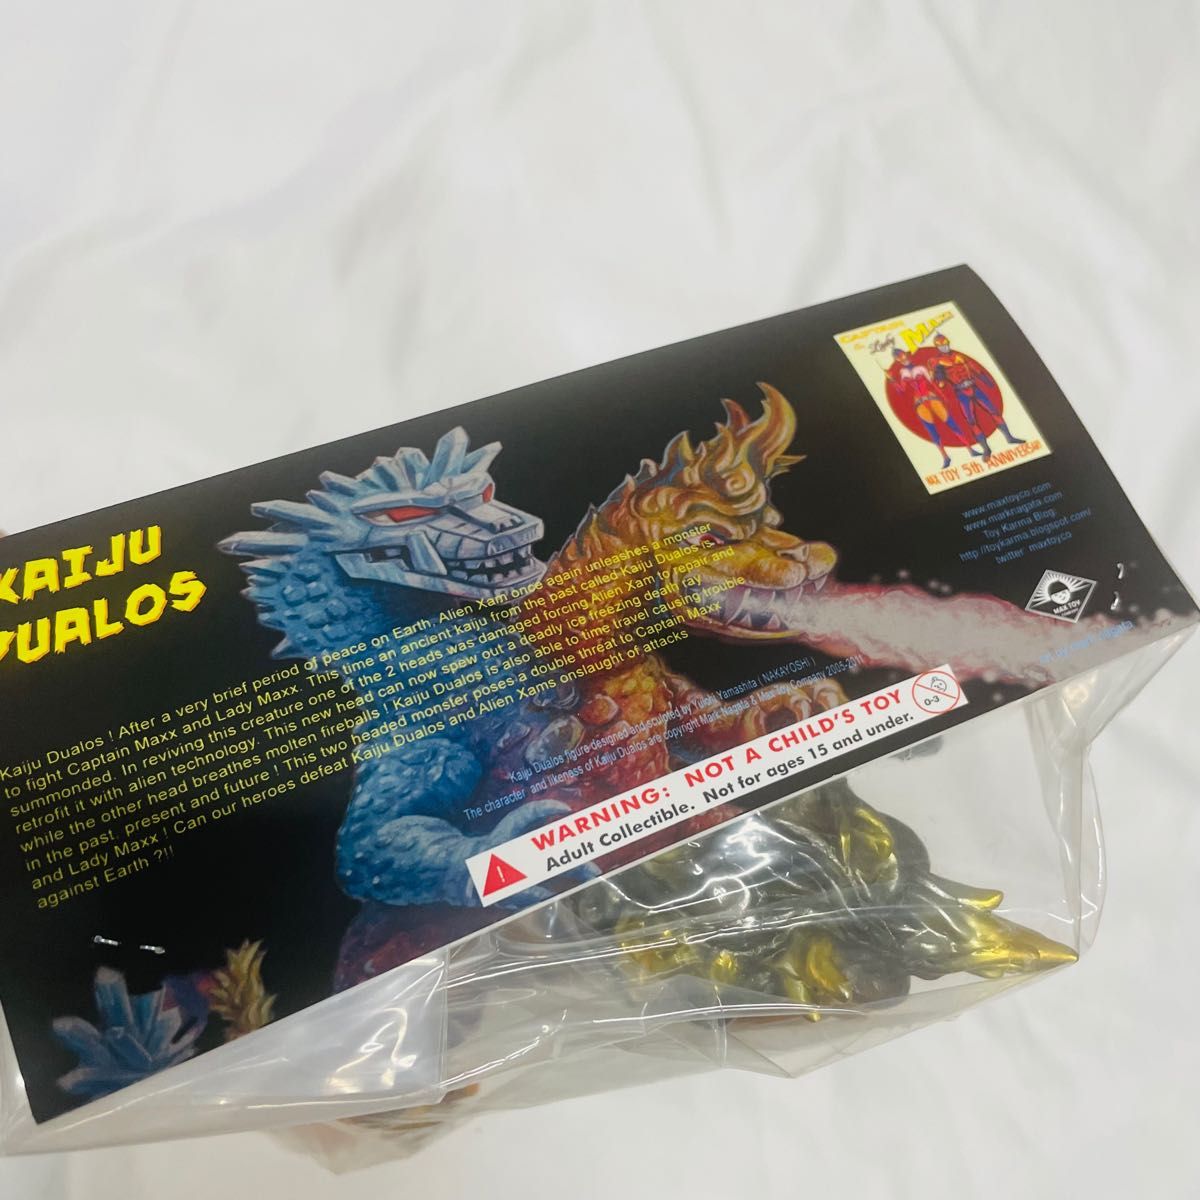 KAIJU
DUALOS
Kaiju Dualos ! After a very brief period of peace on Earth, Alien Xam once again unleashes a monster
to fight Captain Maxx and Lady Maxx. This time an ancient kaiju from the past called Kaiju Dualos is
summonded. In reviving this creature one of the 2 heads was damaged forcing Alien Xam to repair and
retrofit it with alien technology. This new head can now spew out a deadly ice freezing death ray
while the other head breathes molten fireballs ! Kaiju Dualos is also able to time travel causing trouble
in the past, present and future ! This two headed monster poses a double threat to Captain Maxx
and Lady Maxx ! Can our heroes defeat Kaiju Dualos and Alien Xams onslaught of attacks
against Earth ?!!
Kaiju Dualos figure designed and sculpted by Yuichi Yamashita ( NAKAYOSHI )
The character and likeness of Kaiju Dualos are copyright Mark Nagata & Max Toy Company 2005-2011
WARNING: NOT A CHILD'S TOY
Adult Collectible. Not for ages 15 and under.
0-3
CAPTAIN
& Lady
MAXX
MAX TOY 5th ANNIVERSARY
www.maxtoyco.com
www.marknagata.com
Toy Karma Blog:
http://toykarma.blogspot.com/
twitter maxtoyco
MAX TOY
art by mark nagata